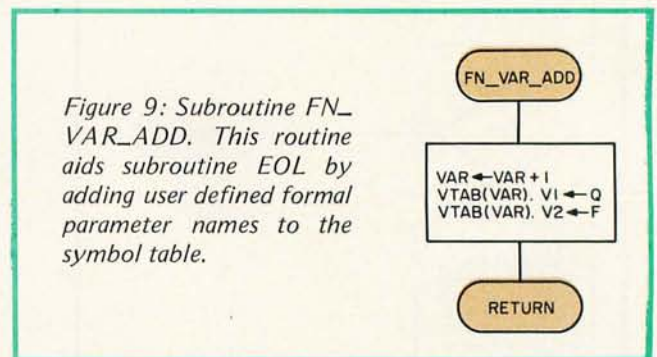 Figure 9: Subroutine FN_
VAR_ADD. This routine
aids subroutine EOL by
adding user defined formal
parameter names to the
symbol table.
FN_VAR_ADD
VAR←VAR+1
VTAB(VAR). V1←Q
VTAB(VAR). V2←F
RETURN